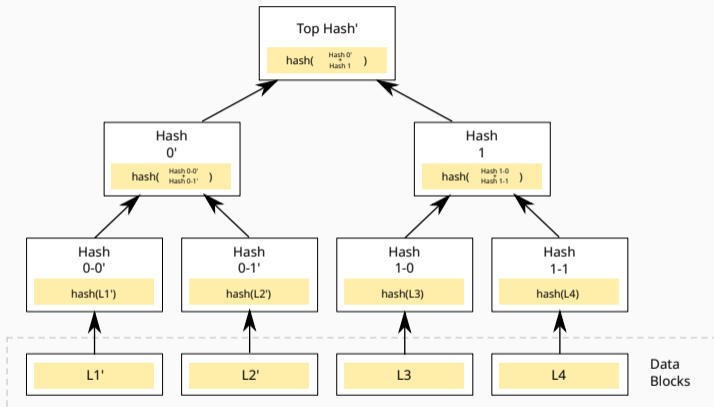 Top Hash'
hash( Hash 0' + Hash 1 )
Hash
0'
hash( Hash 0-0' + Hash 0-1' )
Hash
1
hash( Hash 1-0 + Hash 1-1 )
Hash
0-0'
hash(L1')
Hash
0-1'
hash(L2')
Hash
1-0
hash(L3)
Hash
1-1
hash(L4)
L1'
L2'
L3
L4
Data
Blocks